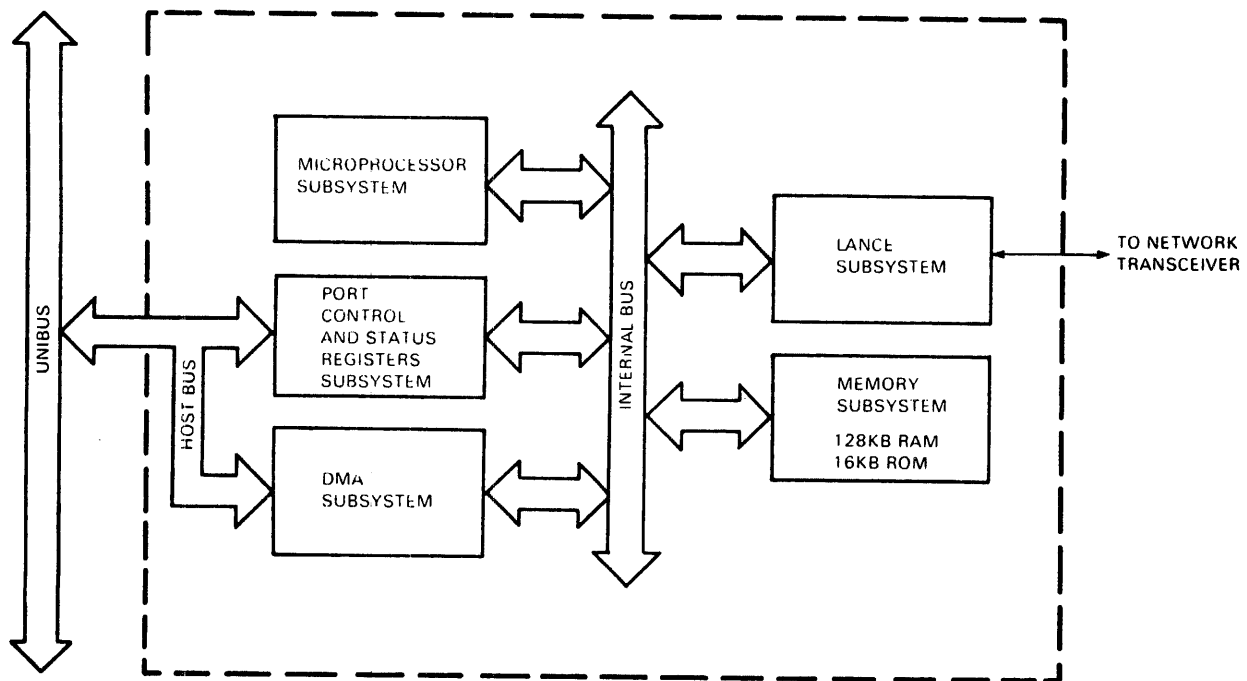 UNIBUS
HOST BUS
MICROPROCESSOR
SUBSYSTEM
PORT
CONTROL
AND STATUS
REGISTERS
SUBSYSTEM
DMA
SUBSYSTEM
INTERNAL BUS
LANCE
SUBSYSTEM
MEMORY
SUBSYSTEM
128KB RAM
16KB ROM
TO NETWORK
TRANSCEIVER